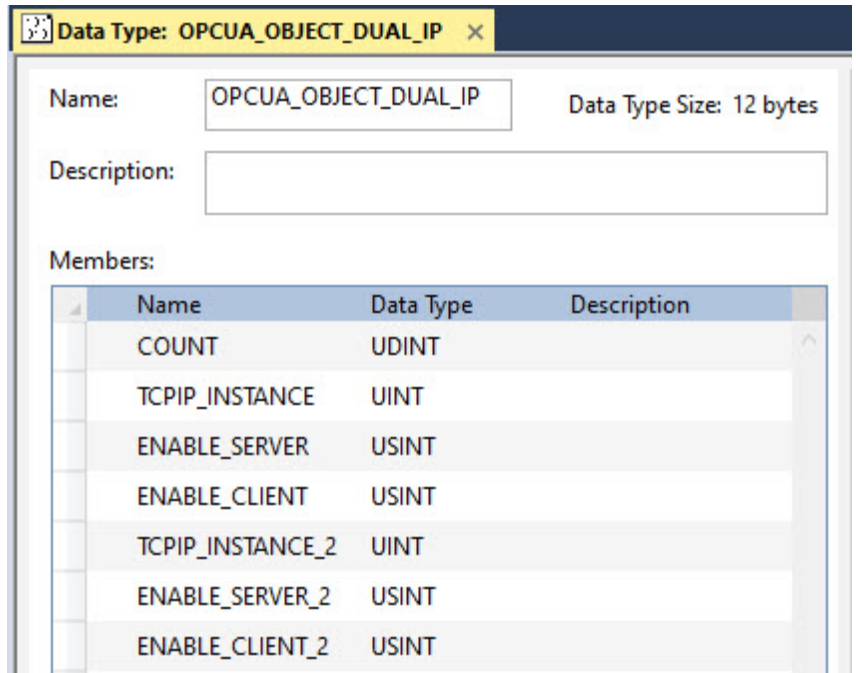 Data Type: OPCUA_OBJECT_DUAL_IP
Name: OPCUA_OBJECT_DUAL_IP Data Type Size: 12 bytes
Description:
Members:
Name Data Type Description
COUNT UDINT
TCPIP_INSTANCE UINT
ENABLE_SERVER USINT
ENABLE_CLIENT USINT
TCPIP_INSTANCE_2 UINT
ENABLE_SERVER_2 USINT
ENABLE_CLIENT_2 USINT